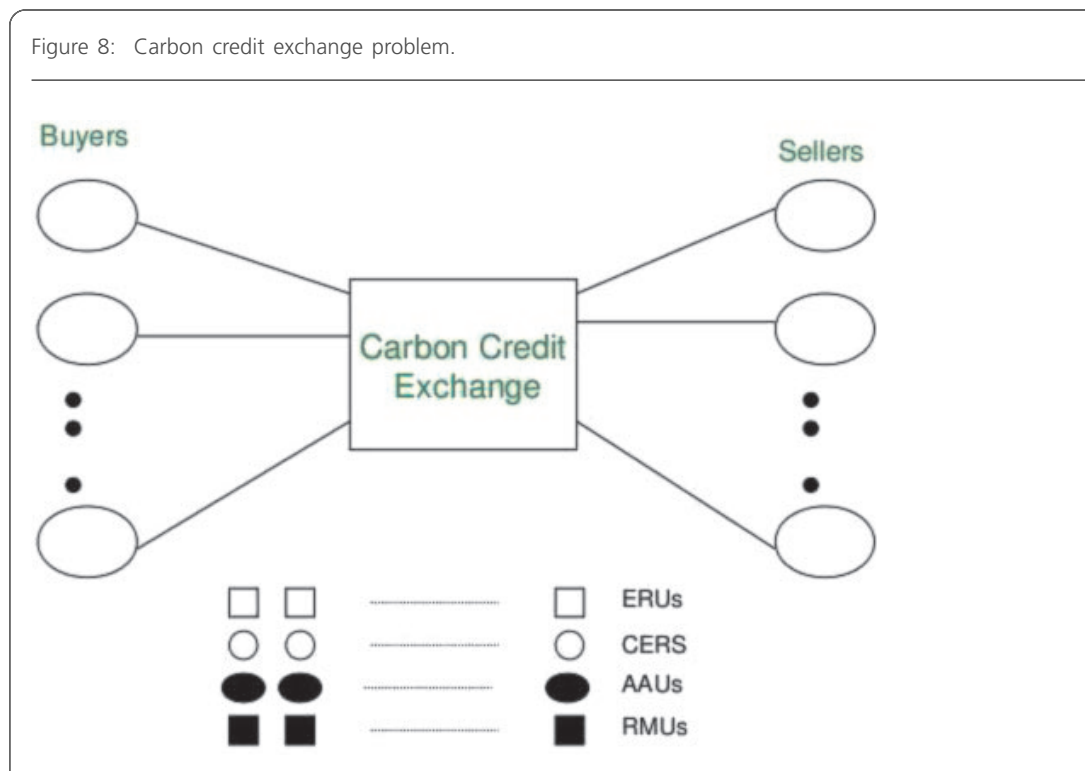 Figure 8: Carbon credit exchange problem.
Buyers
Sellers
Carbon Credit
Exchange
ERUs
CERS
AAUs
RMUs